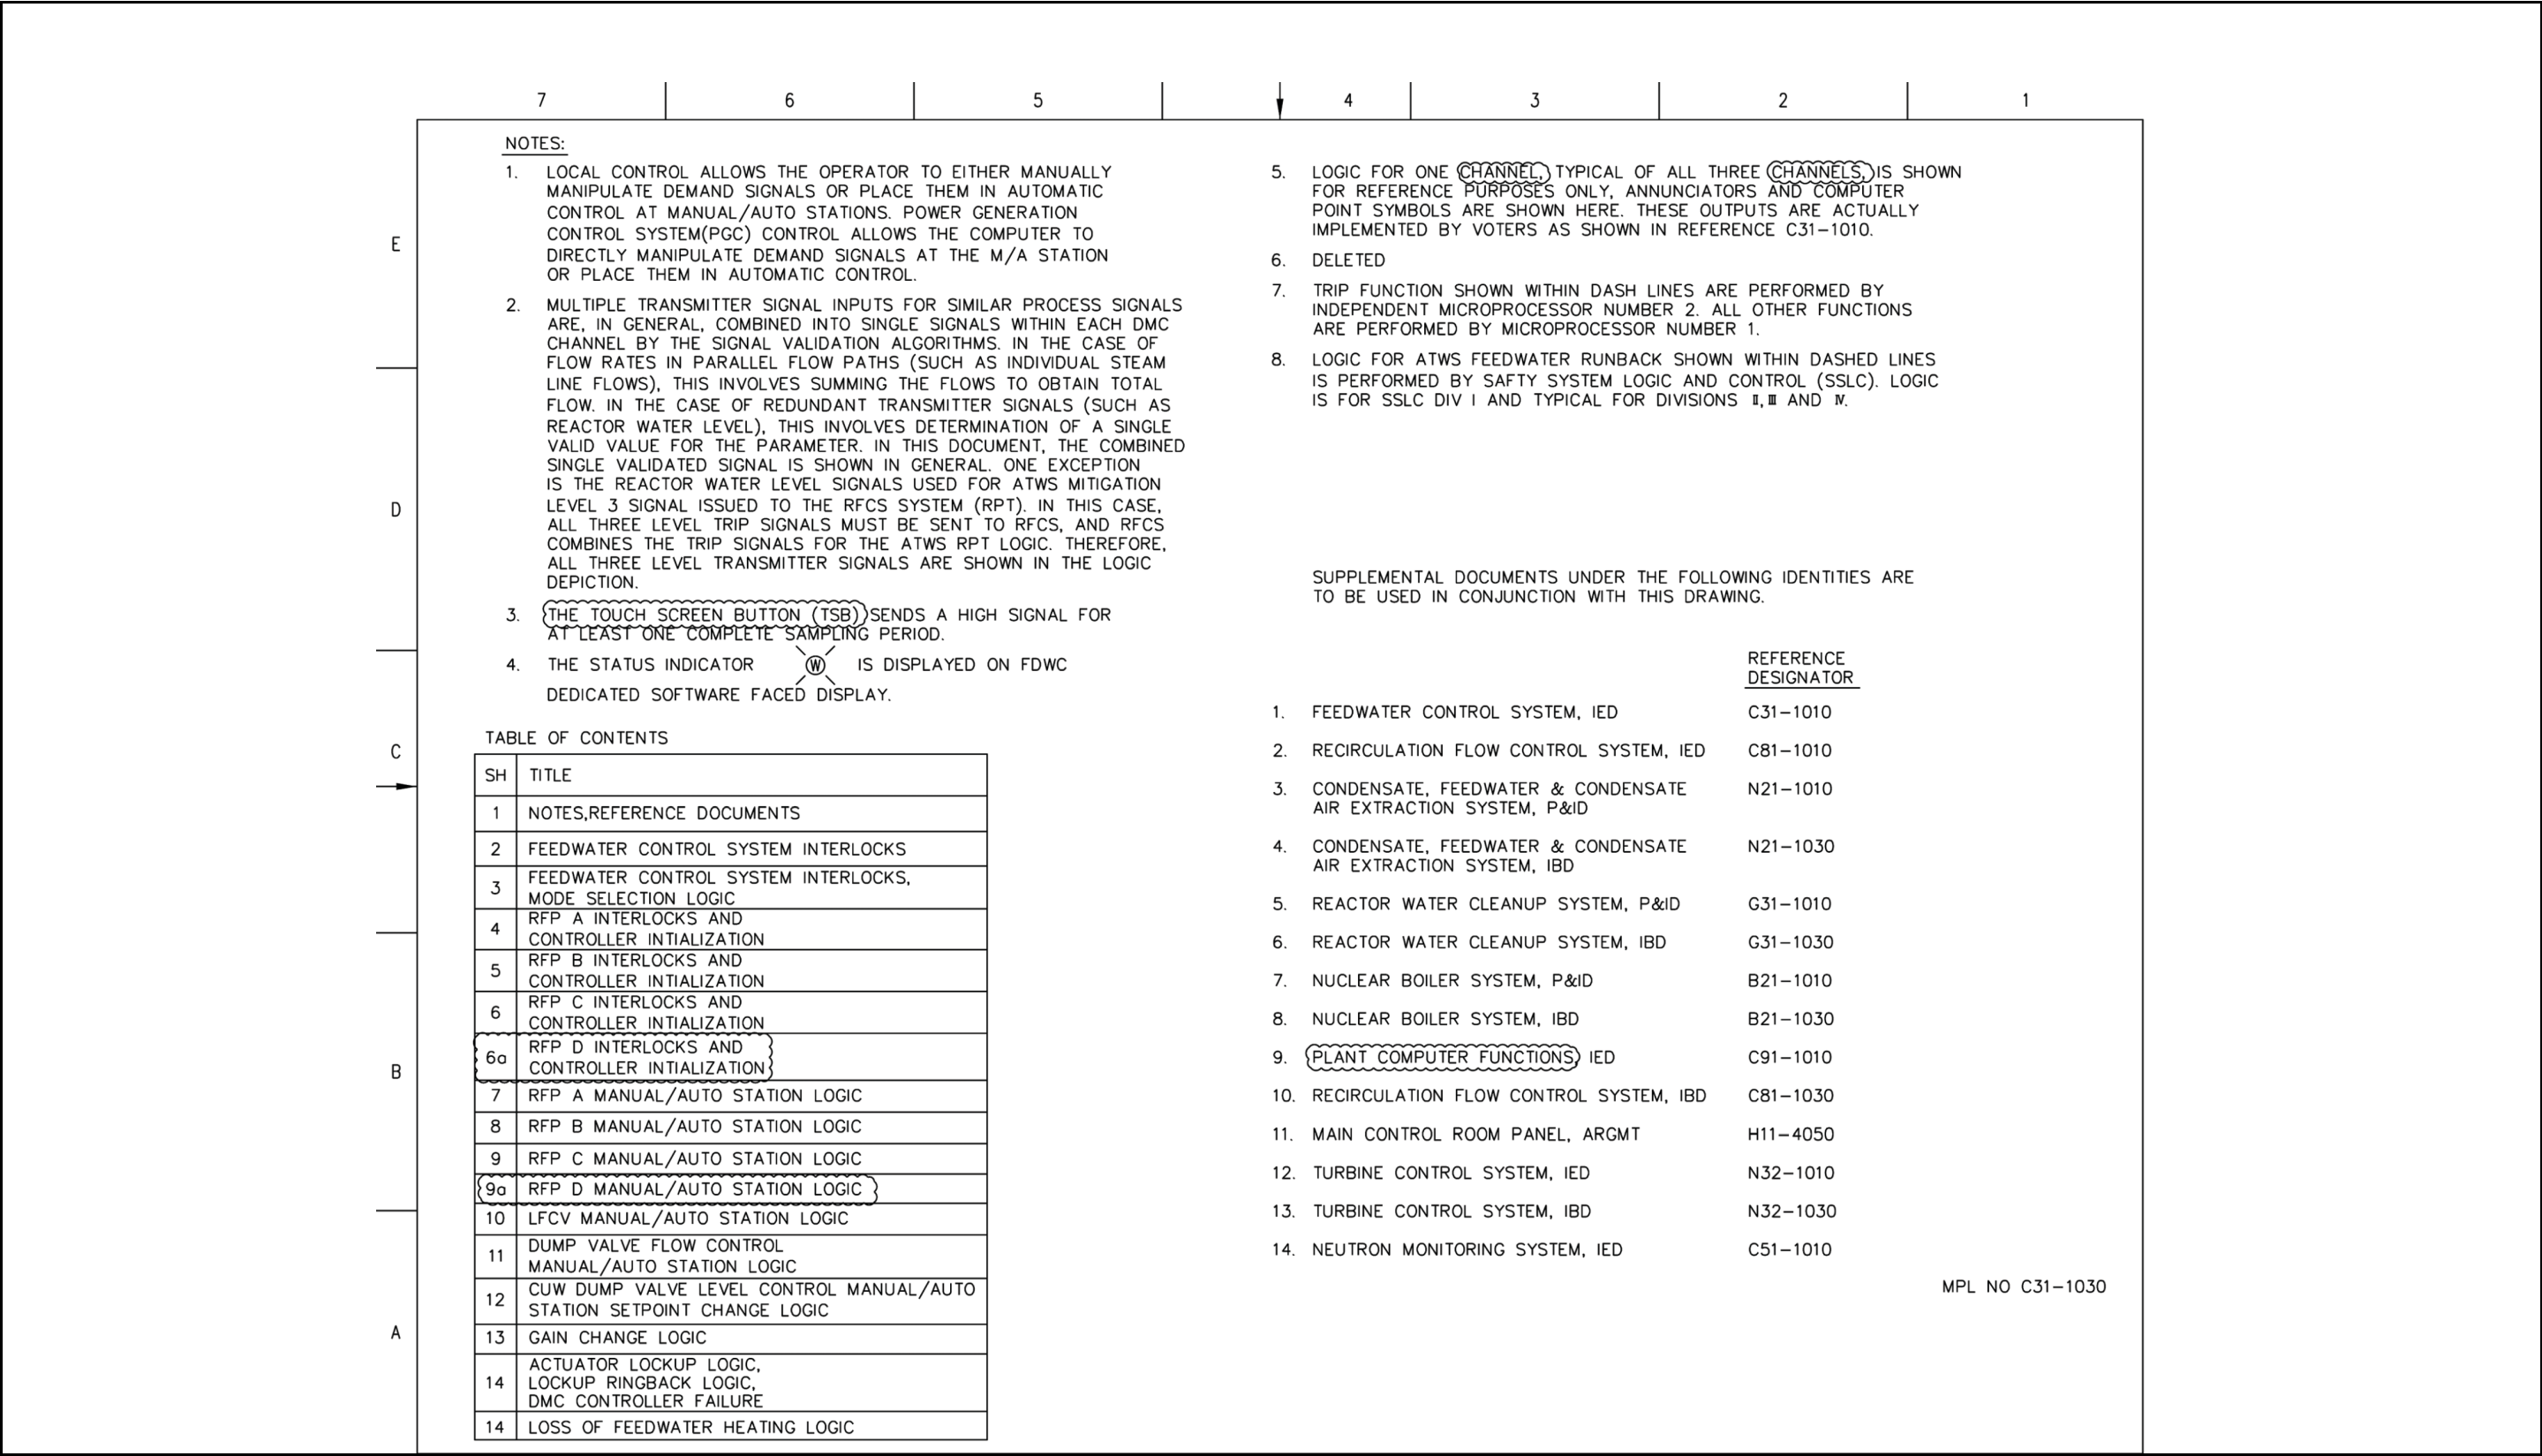 7 6 5 4 3 2 1
E
D
C
B
A
NOTES:
1. LOCAL CONTROL ALLOWS THE OPERATOR TO EITHER MANUALLY
MANIPULATE DEMAND SIGNALS OR PLACE THEM IN AUTOMATIC
CONTROL AT MANUAL/AUTO STATIONS. POWER GENERATION
CONTROL SYSTEM(PGC) CONTROL ALLOWS THE COMPUTER TO
DIRECTLY MANIPULATE DEMAND SIGNALS AT THE M/A STATION
OR PLACE THEM IN AUTOMATIC CONTROL.
2. MULTIPLE TRANSMITTER SIGNAL INPUTS FOR SIMILAR PROCESS SIGNALS
ARE, IN GENERAL, COMBINED INTO SINGLE SIGNALS WITHIN EACH DMC
CHANNEL BY THE SIGNAL VALIDATION ALGORITHMS. IN THE CASE OF
FLOW RATES IN PARALLEL FLOW PATHS (SUCH AS INDIVIDUAL STEAM
LINE FLOWS), THIS INVOLVES SUMMING THE FLOWS TO OBTAIN TOTAL
FLOW. IN THE CASE OF REDUNDANT TRANSMITTER SIGNALS (SUCH AS
REACTOR WATER LEVEL), THIS INVOLVES DETERMINATION OF A SINGLE
VALID VALUE FOR THE PARAMETER. IN THIS DOCUMENT, THE COMBINED
SINGLE VALIDATED SIGNAL IS SHOWN IN GENERAL. ONE EXCEPTION
IS THE REACTOR WATER LEVEL SIGNALS USED FOR ATWS MITIGATION
LEVEL 3 SIGNAL ISSUED TO THE RFCS SYSTEM (RPT). IN THIS CASE,
ALL THREE LEVEL TRIP SIGNALS MUST BE SENT TO RFCS, AND RFCS
COMBINES THE TRIP SIGNALS FOR THE ATWS RPT LOGIC. THEREFORE,
ALL THREE LEVEL TRANSMITTER SIGNALS ARE SHOWN IN THE LOGIC
DEPICTION.
3. THE TOUCH SCREEN BUTTON (TSB) SENDS A HIGH SIGNAL FOR
AT LEAST ONE COMPLETE SAMPLING PERIOD.
4. THE STATUS INDICATOR W IS DISPLAYED ON FDWC
DEDICATED SOFTWARE FACED DISPLAY.
TABLE OF CONTENTS
SH TITLE
1 NOTES,REFERENCE DOCUMENTS
2 FEEDWATER CONTROL SYSTEM INTERLOCKS
3 FEEDWATER CONTROL SYSTEM INTERLOCKS,
MODE SELECTION LOGIC
4 RFP A INTERLOCKS AND
CONTROLLER INTIALIZATION
5 RFP B INTERLOCKS AND
CONTROLLER INTIALIZATION
6 RFP C INTERLOCKS AND
CONTROLLER INTIALIZATION
6a RFP D INTERLOCKS AND
CONTROLLER INTIALIZATION
7 RFP A MANUAL/AUTO STATION LOGIC
8 RFP B MANUAL/AUTO STATION LOGIC
9 RFP C MANUAL/AUTO STATION LOGIC
9a RFP D MANUAL/AUTO STATION LOGIC
10 LFCV MANUAL/AUTO STATION LOGIC
11 DUMP VALVE FLOW CONTROL
MANUAL/AUTO STATION LOGIC
12 CUW DUMP VALVE LEVEL CONTROL MANUAL/AUTO
STATION SETPOINT CHANGE LOGIC
13 GAIN CHANGE LOGIC
14 ACTUATOR LOCKUP LOGIC,
LOCKUP RINGBACK LOGIC,
DMC CONTROLLER FAILURE
14 LOSS OF FEEDWATER HEATING LOGIC
5. LOGIC FOR ONE CHANNEL, TYPICAL OF ALL THREE CHANNELS, IS SHOWN
FOR REFERENCE PURPOSES ONLY, ANNUNCIATORS AND COMPUTER
POINT SYMBOLS ARE SHOWN HERE. THESE OUTPUTS ARE ACTUALLY
IMPLEMENTED BY VOTERS AS SHOWN IN REFERENCE C31-1010.
6. DELETED
7. TRIP FUNCTION SHOWN WITHIN DASH LINES ARE PERFORMED BY
INDEPENDENT MICROPROCESSOR NUMBER 2. ALL OTHER FUNCTIONS
ARE PERFORMED BY MICROPROCESSOR NUMBER 1.
8. LOGIC FOR ATWS FEEDWATER RUNBACK SHOWN WITHIN DASHED LINES
IS PERFORMED BY SAFTY SYSTEM LOGIC AND CONTROL (SSLC). LOGIC
IS FOR SSLC DIV I AND TYPICAL FOR DIVISIONS II, III AND IV.
SUPPLEMENTAL DOCUMENTS UNDER THE FOLLOWING IDENTITIES ARE
TO BE USED IN CONJUNCTION WITH THIS DRAWING.
REFERENCE
DESIGNATOR
1. FEEDWATER CONTROL SYSTEM, IED C31-1010
2. RECIRCULATION FLOW CONTROL SYSTEM, IED C81-1010
3. CONDENSATE, FEEDWATER & CONDENSATE N21-1010
AIR EXTRACTION SYSTEM, P&ID
4. CONDENSATE, FEEDWATER & CONDENSATE N21-1030
AIR EXTRACTION SYSTEM, IBD
5. REACTOR WATER CLEANUP SYSTEM, P&ID G31-1010
6. REACTOR WATER CLEANUP SYSTEM, IBD G31-1030
7. NUCLEAR BOILER SYSTEM, P&ID B21-1010
8. NUCLEAR BOILER SYSTEM, IBD B21-1030
9. PLANT COMPUTER FUNCTIONS, IED C91-1010
10. RECIRCULATION FLOW CONTROL SYSTEM, IBD C81-1030
11. MAIN CONTROL ROOM PANEL, ARGMT H11-4050
12. TURBINE CONTROL SYSTEM, IED N32-1010
13. TURBINE CONTROL SYSTEM, IBD N32-1030
14. NEUTRON MONITORING SYSTEM, IED C51-1010
MPL NO C31-1030